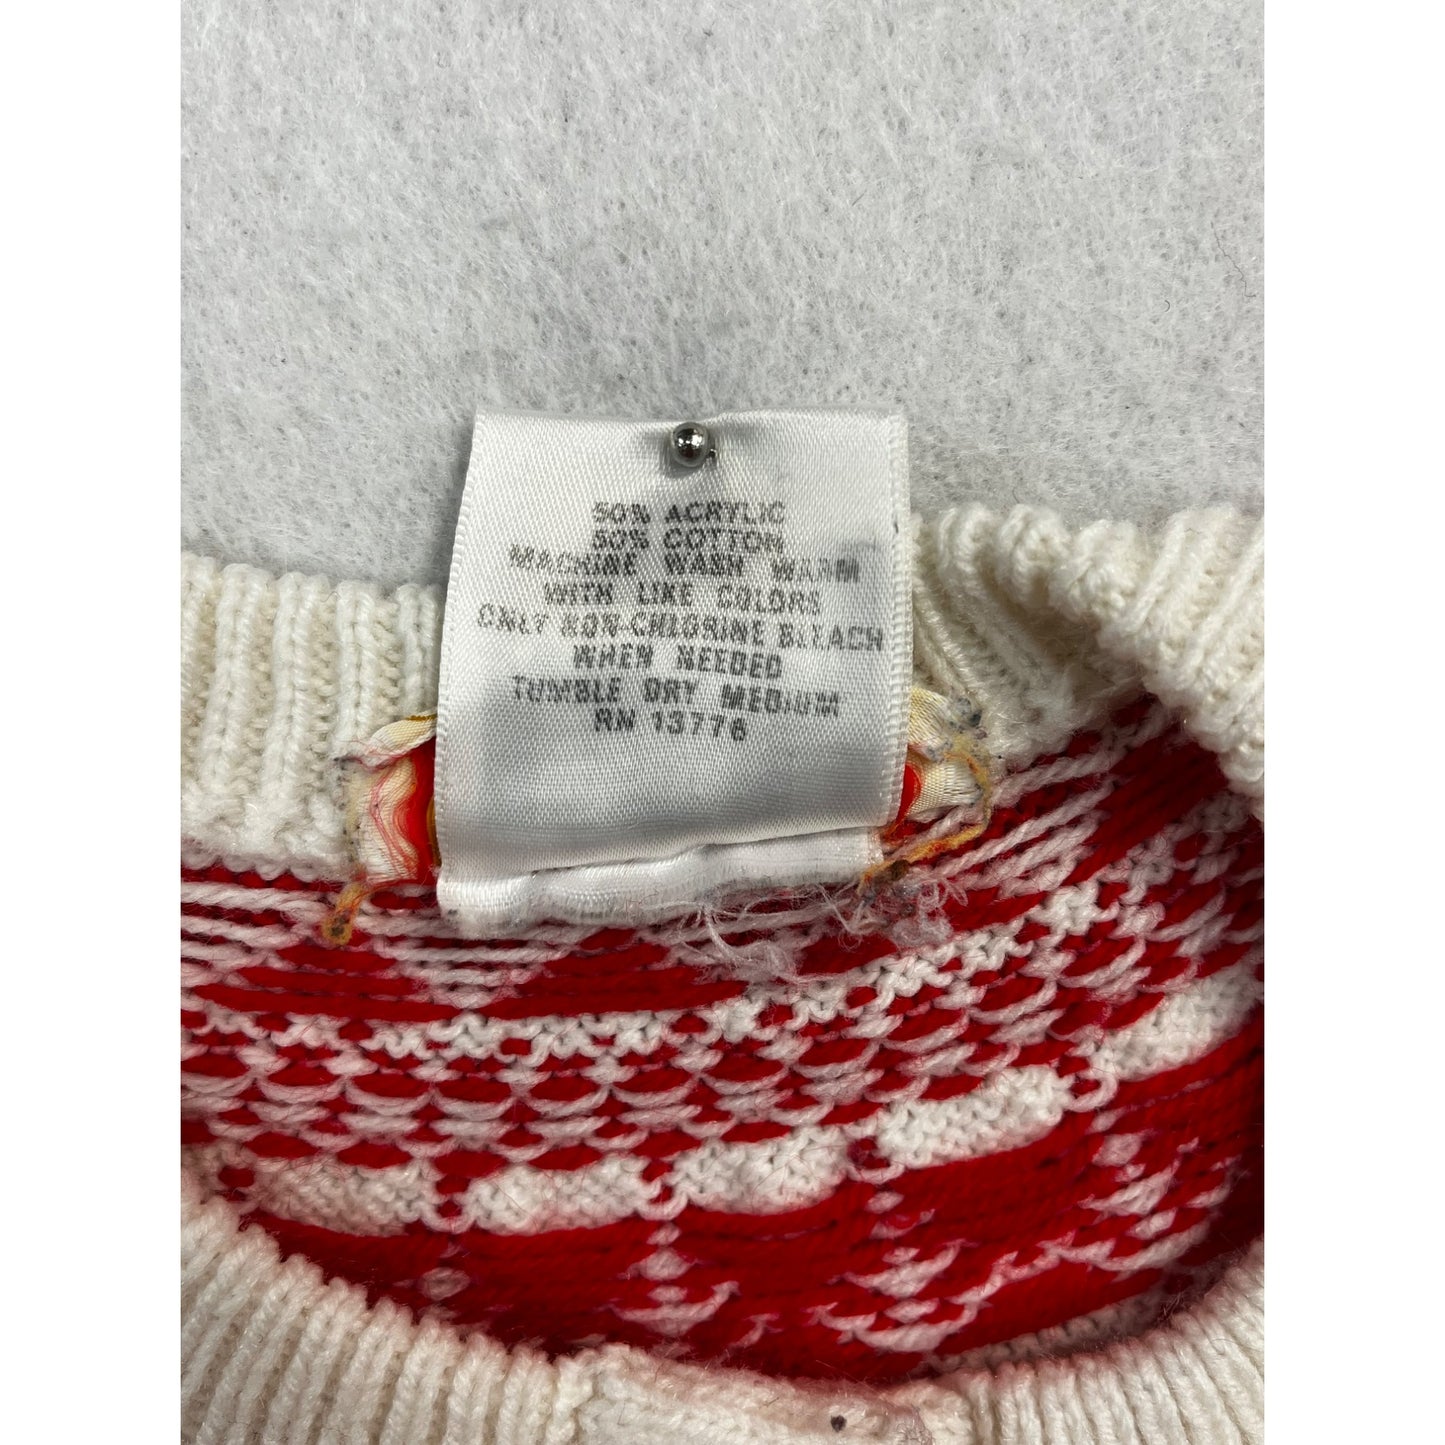 50% ACRYLIC
50% COTTON
MACHINE WASH WARM
WITH LIKE COLORS
ONLY NON-CHLORINE BLEACH
WHEN NEEDED
TUMBLE DRY MEDIUM
RN 13776